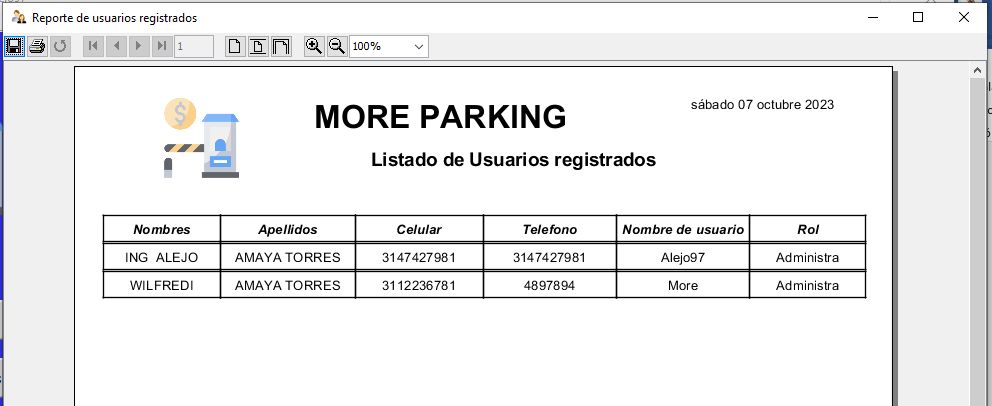 Reporte de usuarios registrados
1
100%
sábado 07 octubre 2023
MORE PARKING
Listado de Usuarios registrados
Nombres Apellidos Celular Telefono Nombre de usuario Rol
ING ALEJO AMAYA TORRES 3147427981 3147427981 Alejo97 Administra
WILFREDI AMAYA TORRES 3112236781 4897894 More Administra